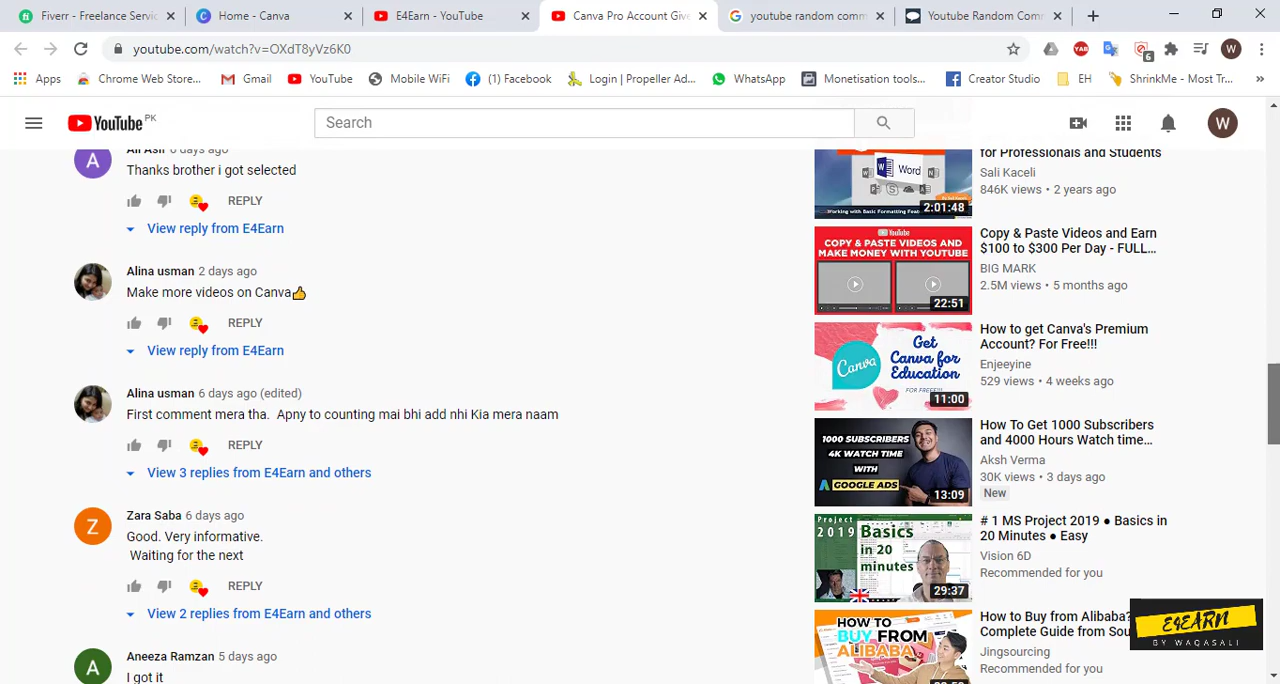 Fiverr - Freelance Servic
Home - Canva
E4Earn - YouTube
Canva Pro Account Give
youtube random comm
Youtube Random Com
youtube.com/watch?v=OXdT8yVz6K0
Apps
Chrome Web Store...
Gmail
YouTube
Mobile WiFi
(1) Facebook
Login | Propeller Ad...
WhatsApp
Monetisation tools...
Creator Studio
EH
ShrinkMe - Most Tr...
YouTube PK
Search
W
Ali Asif 6 days ago
Thanks brother i got selected
REPLY
View reply from E4Earn
Alina usman 2 days ago
Make more videos on Canva👍
REPLY
View reply from E4Earn
Alina usman 6 days ago (edited)
First comment mera tha. Apny to counting mai bhi add nhi Kia mera naam
REPLY
View 3 replies from E4Earn and others
Zara Saba 6 days ago
Good. Very informative.
Waiting for the next
REPLY
View 2 replies from E4Earn and others
Aneeza Ramzan 5 days ago
I got it
Word
2:01:48
for Professionals and Students
Sali Kaceli
846K views • 2 years ago
YouTube
COPY & PASTE VIDEOS AND
MAKE MONEY WITH YOUTUBE
22:51
Copy & Paste Videos and Earn
$100 to $300 Per Day - FULL...
BIG MARK
2.5M views • 5 months ago
Get
Canva for
Education
FOR FREE!!!
Canva
11:00
How to get Canva's Premium
Account? For Free!!!
Enjeeyine
529 views • 4 weeks ago
1000 SUBSCRIBERS
4K WATCH TIME
WITH
GOOGLE ADS
13:09
How To Get 1000 Subscribers
and 4000 Hours Watch time...
Aksh Verma
30K views • 3 days ago
New
Project
2019
Basics
in 20
minutes
29:37
# 1 MS Project 2019 ● Basics in
20 Minutes ● Easy
Vision 6D
Recommended for you
HOW TO
BUY FROM
ALIBABA
How to Buy from Alibaba?
Complete Guide from Sou
Jingsourcing
Recommended for you
E4EARN
BY WAQASALI